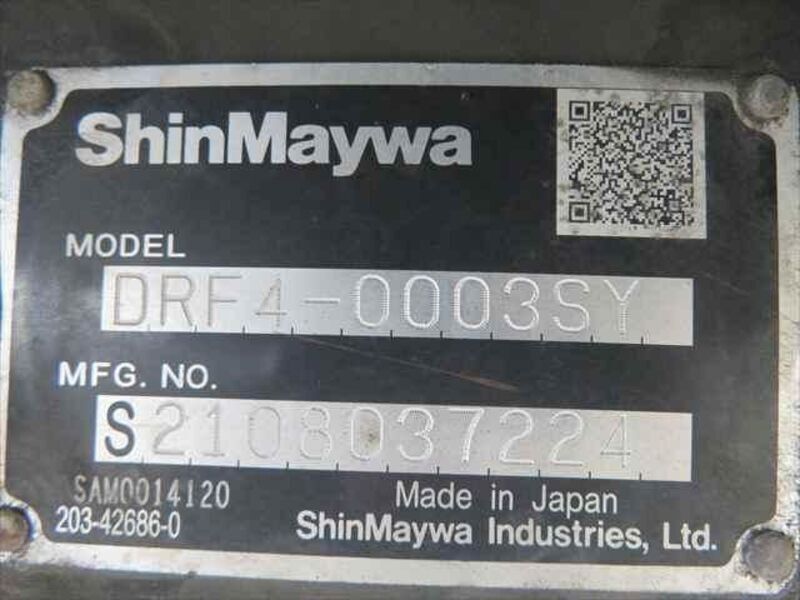 ShinMaywa
MODEL
DRF4-0003SY
MFG. NO.
S2108037224
SAM0014120
Made in Japan
203-42686-0
ShinMaywa Industries, Ltd.